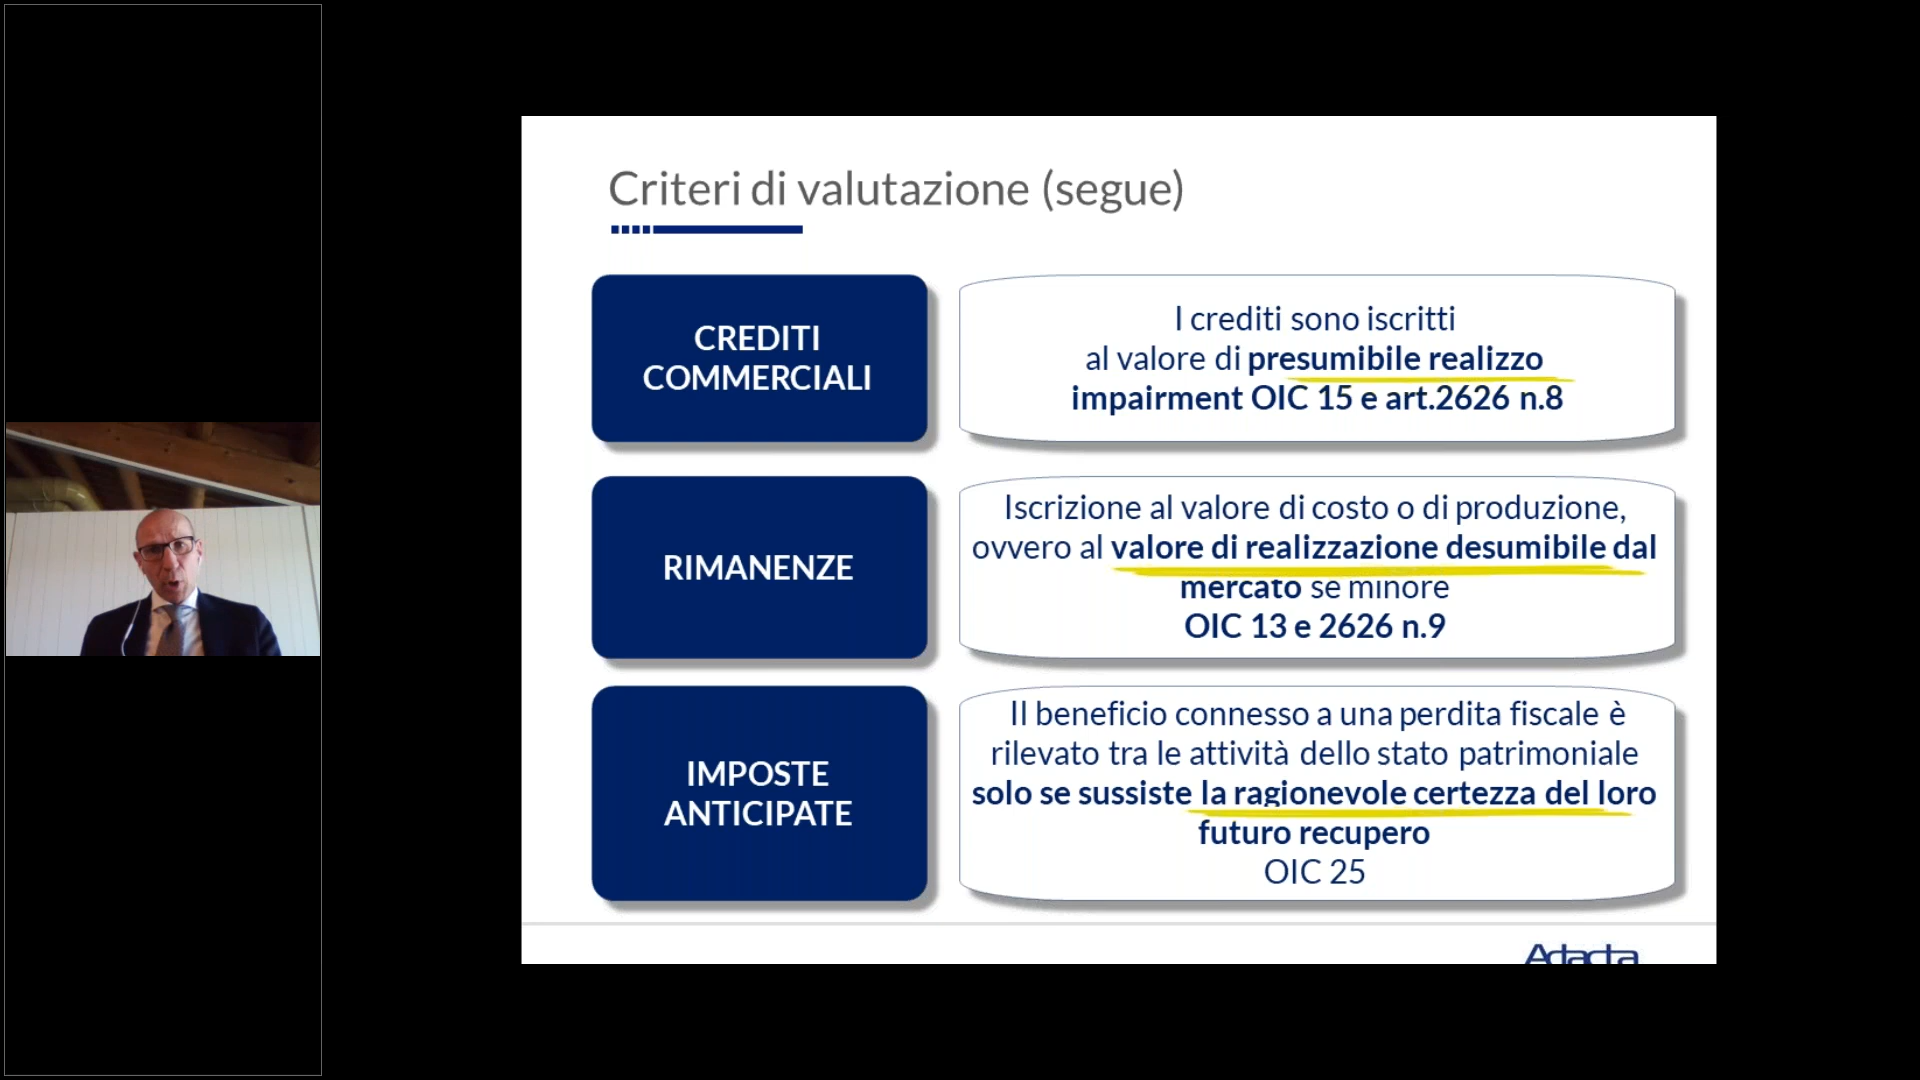 Criteri di valutazione (segue)
CREDITI
COMMERCIALI
I crediti sono iscritti
al valore di presumibile realizzo
impairment OIC 15 e art.2626 n.8
RIMANENZE
Iscrizione al valore di costo o di produzione,
ovvero al valore di realizzazione desumibile dal
mercato se minore
OIC 13 e 2626 n.9
IMPOSTE
ANTICIPATE
Il beneficio connesso a una perdita fiscale è
rilevato tra le attività dello stato patrimoniale
solo se sussiste la ragionevole certezza del loro
futuro recupero
OIC 25
Adacta